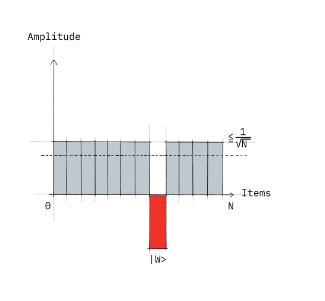 Amplitude
≤ 1/√N
Items
0
N
|W>